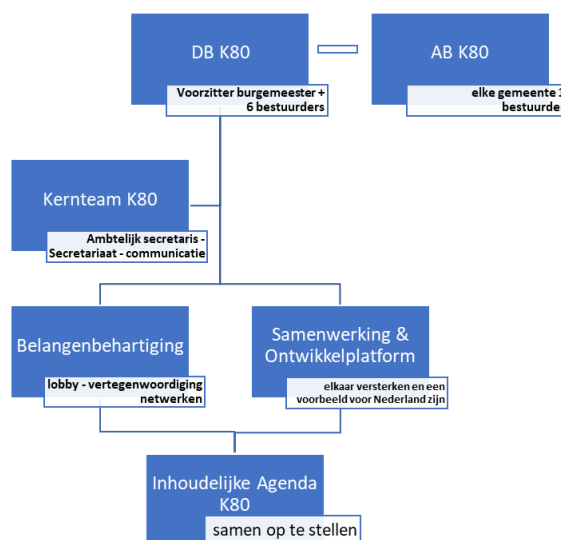 DB K80
AB K80
Voorzitter burgemeester +
6 bestuurders
elke gemeente 1
bestuurder
Kernteam K80
Ambtelijk secretaris -
Secretariaat - communicatie
Belangenbehartiging
Samenwerking &
Ontwikkelplatform
lobby - vertegenwoordiging
netwerken
elkaar versterken en een
voorbeeld voor Nederland zijn
Inhoudelijke Agenda
K80
samen op te stellen